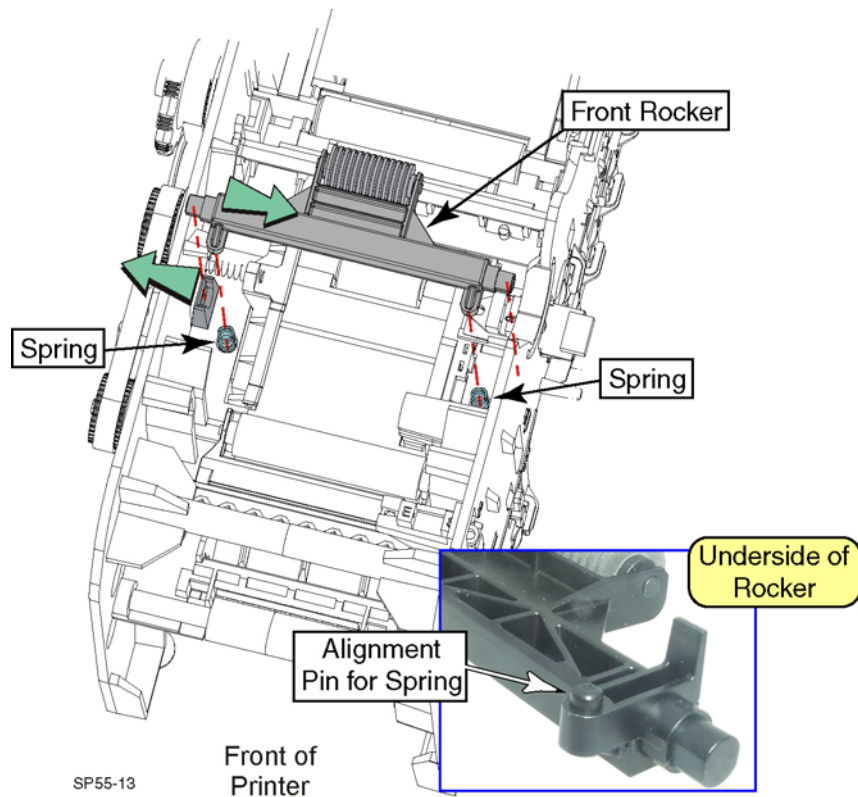 Front Rocker
Spring
Spring
Underside of
Rocker
Alignment
Pin for Spring
Front of
Printer
SP55-13